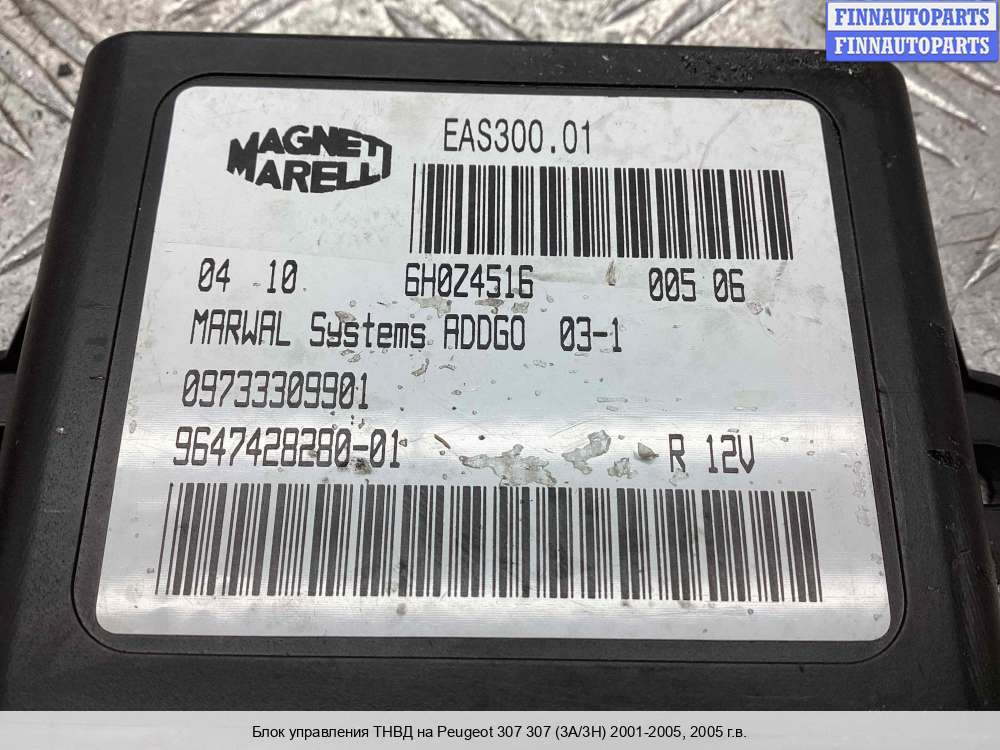 FINNAUTOPARTS
FINNAUTOPARTS
MAGNETI
MARELLI
EAS300.01
04 10 6H0Z4516 005 06
MARWAL Systems ADDGO 03-1
09733309901
9647428280-01 R 12V
Блок управления ТНВД на Peugeot 307 307 (3A/3H) 2001-2005, 2005 г.в.